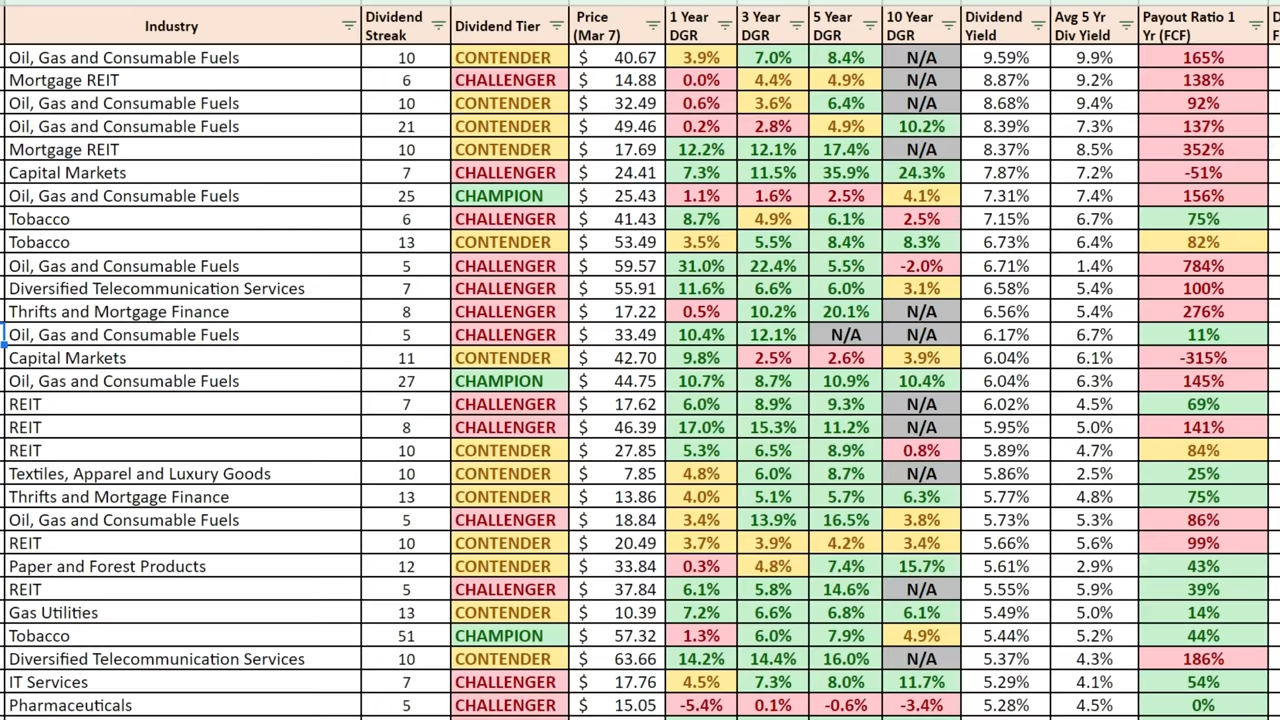 Industry Dividend Streak Dividend Tier Price (Mar 7) 1 Year DGR 3 Year DGR 5 Year DGR 10 Year DGR Dividend Yield Avg 5 Yr Div Yield Payout Ratio 1 Yr (FCF)
Oil, Gas and Consumable Fuels 10 CONTENDER $ 40.67 3.9% 7.0% 8.4% N/A 9.59% 9.9% 165%
Mortgage REIT 6 CHALLENGER $ 14.88 0.0% 4.4% 4.9% N/A 8.87% 9.2% 138%
Oil, Gas and Consumable Fuels 10 CONTENDER $ 32.49 0.6% 3.6% 6.4% N/A 8.68% 9.4% 92%
Oil, Gas and Consumable Fuels 21 CONTENDER $ 49.46 0.2% 2.8% 4.9% 10.2% 8.39% 7.3% 137%
Mortgage REIT 10 CONTENDER $ 17.69 12.2% 12.1% 17.4% N/A 8.37% 8.5% 352%
Capital Markets 7 CHALLENGER $ 24.41 7.3% 11.5% 35.9% 24.3% 7.87% 7.2% -51%
Oil, Gas and Consumable Fuels 25 CHAMPION $ 25.43 1.1% 1.6% 2.5% 4.1% 7.31% 7.4% 156%
Tobacco 6 CHALLENGER $ 41.43 8.7% 4.9% 6.1% 2.5% 7.15% 6.7% 75%
Tobacco 13 CONTENDER $ 53.49 3.5% 5.5% 8.4% 8.3% 6.73% 6.4% 82%
Oil, Gas and Consumable Fuels 5 CHALLENGER $ 59.57 31.0% 22.4% 5.5% -2.0% 6.71% 1.4% 784%
Diversified Telecommunication Services 7 CHALLENGER $ 55.91 11.6% 6.6% 6.0% 3.1% 6.58% 5.4% 100%
Thrifts and Mortgage Finance 8 CHALLENGER $ 17.22 0.5% 10.2% 20.1% N/A 6.56% 5.4% 276%
Oil, Gas and Consumable Fuels 5 CHALLENGER $ 33.49 10.4% 12.1% N/A N/A 6.17% 6.7% 11%
Capital Markets 11 CONTENDER $ 42.70 9.8% 2.5% 2.6% 3.9% 6.04% 6.1% -315%
Oil, Gas and Consumable Fuels 27 CHAMPION $ 44.75 10.7% 8.7% 10.9% 10.4% 6.04% 6.3% 145%
REIT 7 CHALLENGER $ 17.62 6.0% 8.9% 9.3% N/A 6.02% 4.5% 69%
REIT 8 CHALLENGER $ 46.39 17.0% 15.3% 11.2% N/A 5.95% 5.0% 141%
REIT 10 CONTENDER $ 27.85 5.3% 6.5% 8.9% 0.8% 5.89% 4.7% 84%
Textiles, Apparel and Luxury Goods 10 CONTENDER $ 7.85 4.8% 6.0% 8.7% N/A 5.86% 2.5% 25%
Thrifts and Mortgage Finance 13 CONTENDER $ 13.86 4.0% 5.1% 5.7% 6.3% 5.77% 4.8% 75%
Oil, Gas and Consumable Fuels 5 CHALLENGER $ 18.84 3.4% 13.9% 16.5% 3.8% 5.73% 5.3% 86%
REIT 10 CONTENDER $ 20.49 3.7% 3.9% 4.2% 3.4% 5.66% 5.6% 99%
Paper and Forest Products 12 CONTENDER $ 33.84 0.3% 4.8% 7.4% 15.7% 5.61% 2.9% 43%
REIT 5 CHALLENGER $ 37.84 6.1% 5.8% 14.6% N/A 5.55% 5.9% 39%
Gas Utilities 13 CONTENDER $ 10.39 7.2% 6.6% 6.8% 6.1% 5.49% 5.0% 14%
Tobacco 51 CHAMPION $ 57.32 1.3% 6.0% 7.9% 4.9% 5.44% 5.2% 44%
Diversified Telecommunication Services 10 CONTENDER $ 63.66 14.2% 14.4% 16.0% N/A 5.37% 4.3% 186%
IT Services 7 CHALLENGER $ 17.76 4.5% 7.3% 8.0% 11.7% 5.29% 4.1% 54%
Pharmaceuticals 5 CHALLENGER $ 15.05 -5.4% 0.1% -0.6% -3.4% 5.28% 4.5% 0%